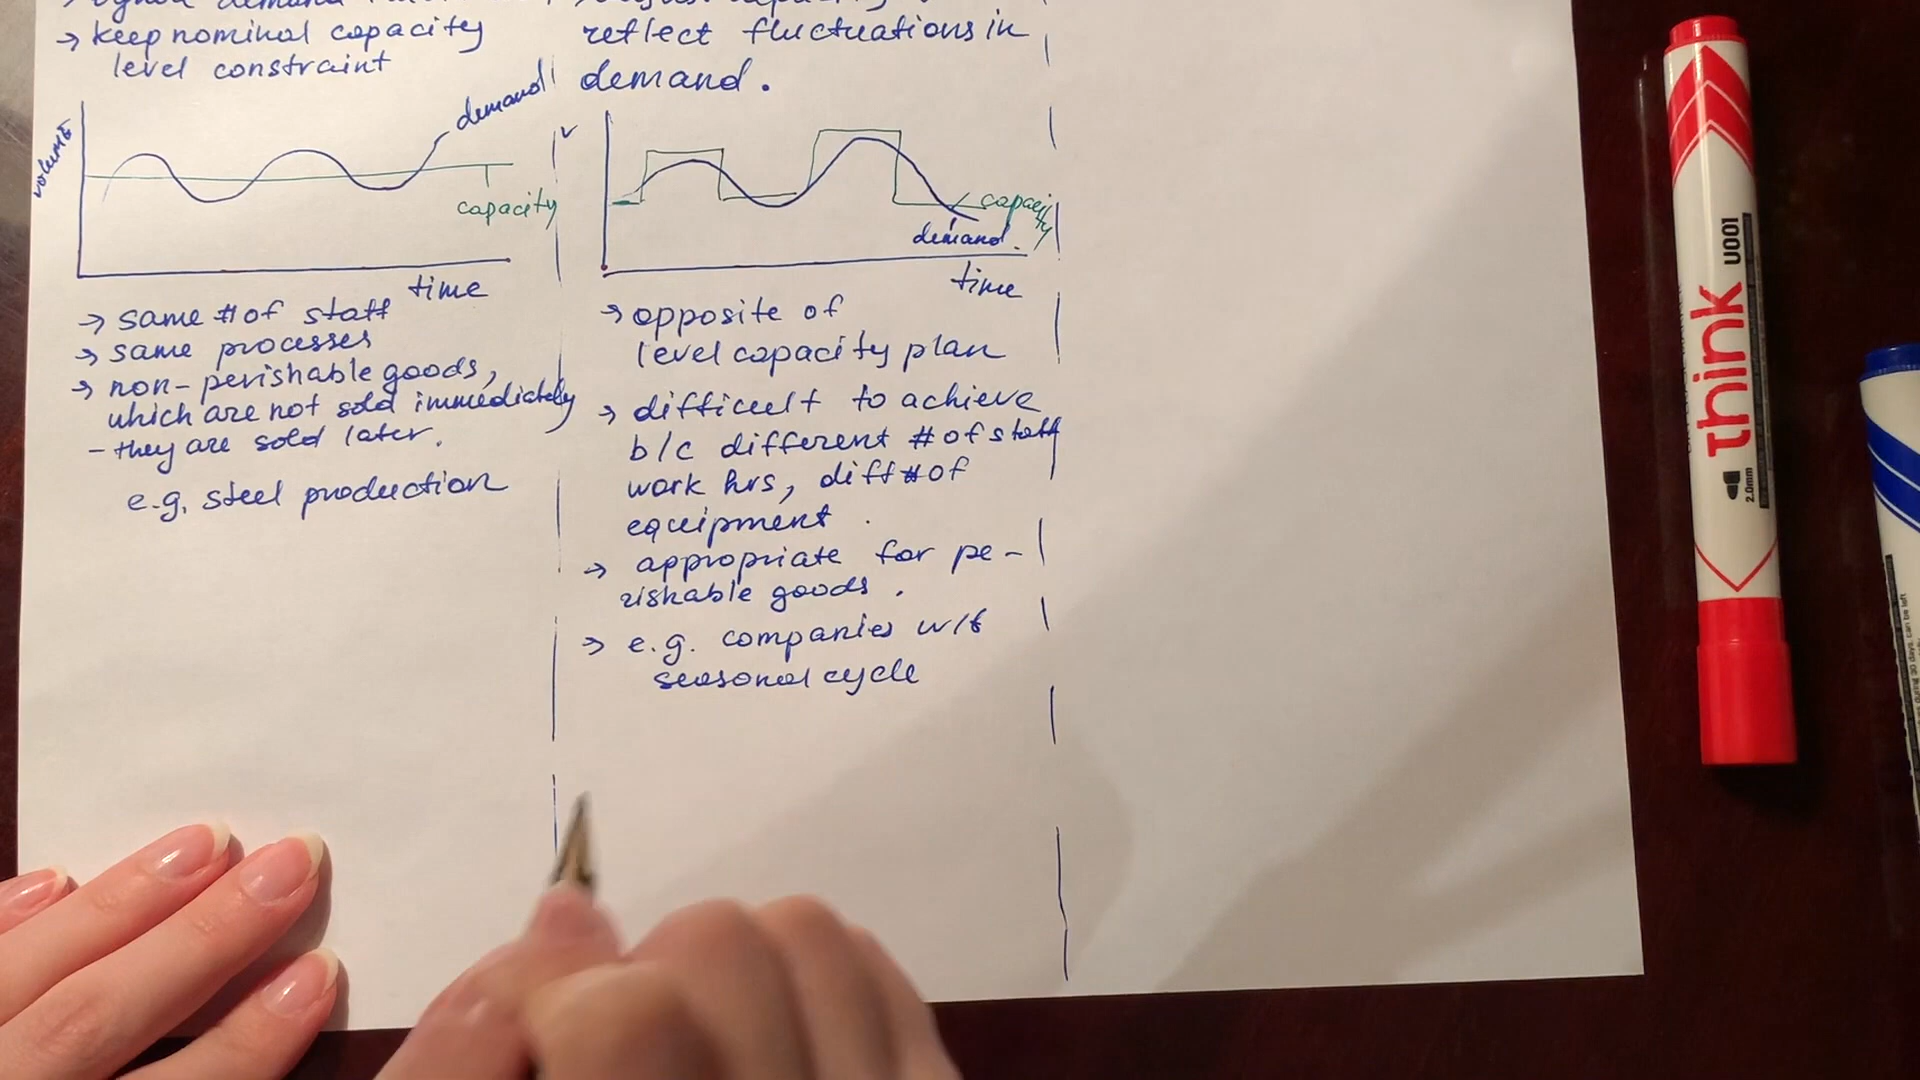 → keep nominal capacity
level constraint
demand
volume
capacity
time
→ same # of staff
→ same processes
→ non-perishable goods,
which are not sold immediately
- they are sold later.
e.g. steel production
reflect fluctuations in
demand.
v
capacity
demand.
time
→ opposite of
level capacity plan
→ difficult to achieve
b/c different # of staff
work hrs, diff # of
equipment.
→ appropriate for pe-
rishable goods.
→ e.g. companies w/t
seasonal cycle
think
U001
2.0mm